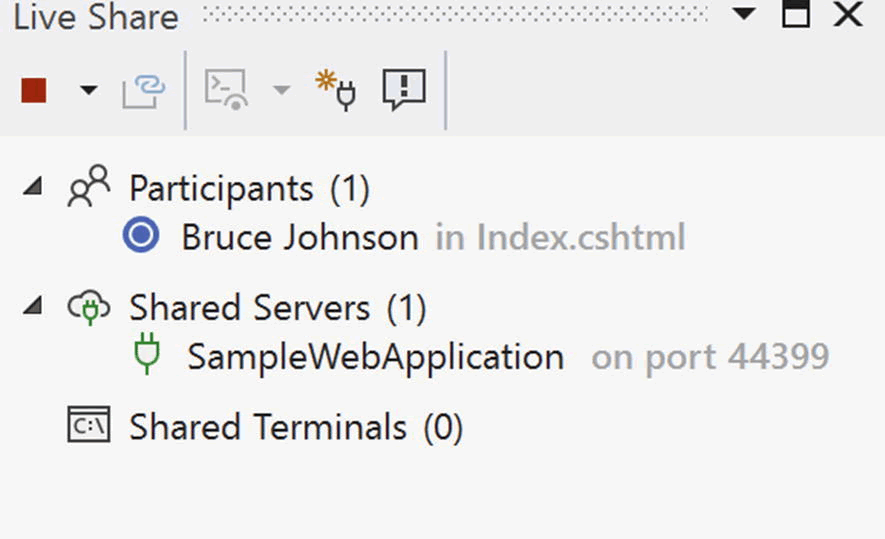 Live Share
Participants (1)
Bruce Johnson in Index.cshtml
Shared Servers (1)
SampleWebApplication on port 44399
C:\
Shared Terminals (0)